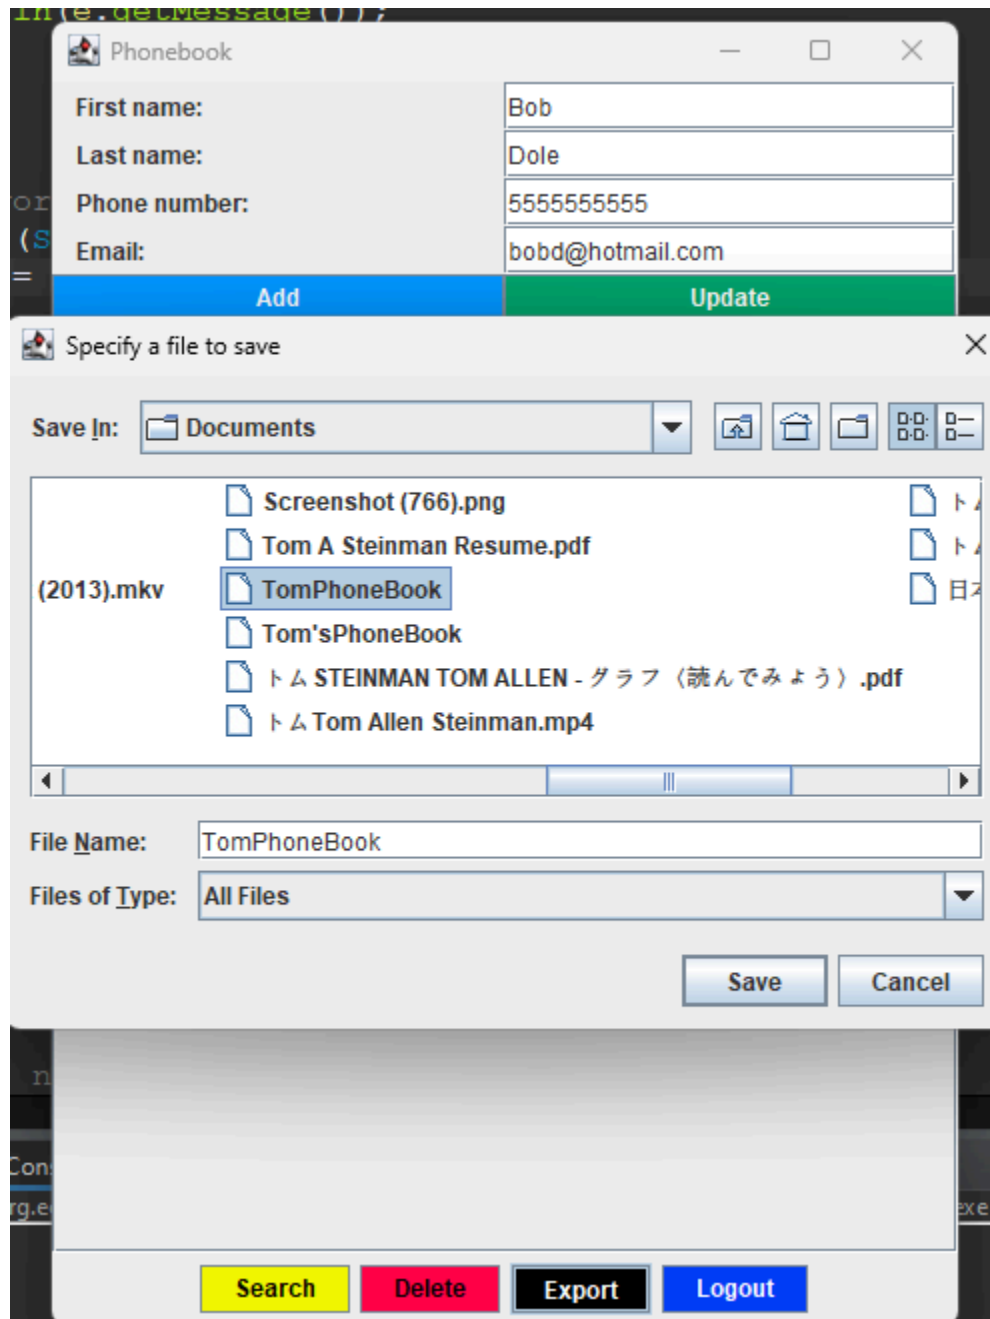 in(e.getMessage());
Phonebook
First name: Bob
Last name: Dole
Phone number: 5555555555
Email: bobd@hotmail.com
Add Update
Specify a file to save
Save In: Documents
Screenshot (766).png
Tom A Steinman Resume.pdf
(2013).mkv TomPhoneBook
Tom'sPhoneBook
トム STEINMAN TOM ALLEN - グラフ（読んでみよう）.pdf
トム Tom Allen Steinman.mp4
File Name: TomPhoneBook
Files of Type: All Files
Save Cancel
Search Delete Export Logout